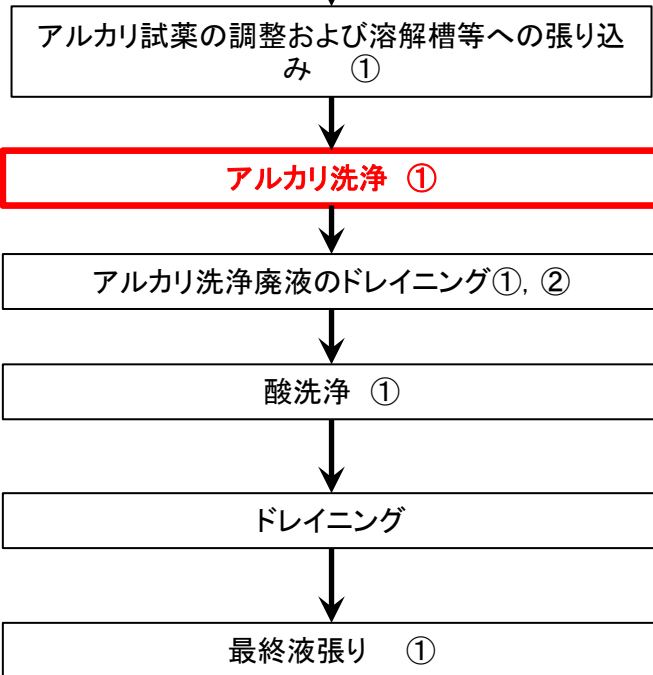 アルカリ試薬の調整および溶解槽等への張り込
み ①
アルカリ洗浄 ①
アルカリ洗浄廃液のドレイニング①, ②
酸洗浄 ①
ドレイニング
最終液張り ①